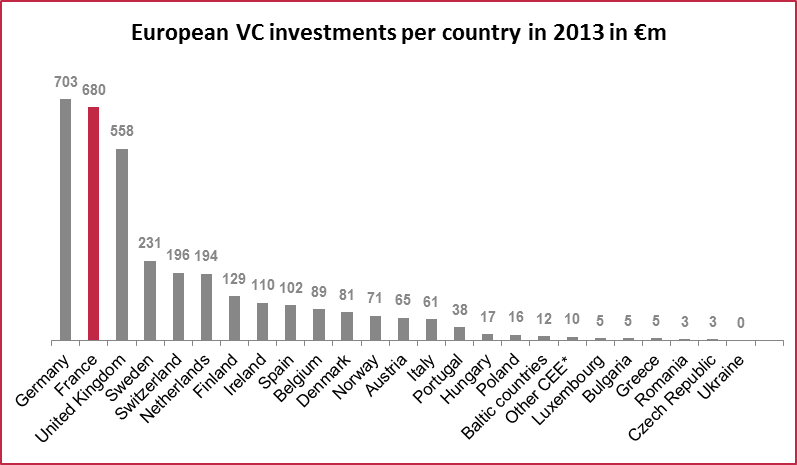 European VC investments per country in 2013 in €m
703
680
558
231
196
194
129
110
102
89
81
71
65
61
38
17
16
12
10
5
5
5
3
3
0
Germany
France
United Kingdom
Sweden
Switzerland
Netherlands
Finland
Ireland
Spain
Belgium
Denmark
Norway
Austria
Italy
Portugal
Hungary
Poland
Baltic countries
Other CEE*
Luxembourg
Bulgaria
Greece
Romania
Czech Republic
Ukraine